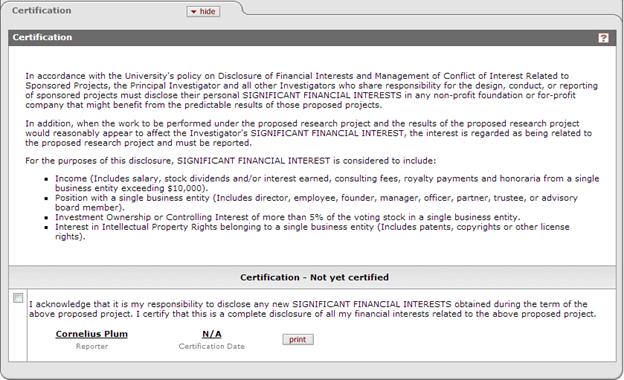 Certification
hide
Certification
?
In accordance with the University's policy on Disclosure of Financial Interests and Management of Conflict of Interest Related to
Sponsored Projects, the Principal Investigator and all other Investigators who share responsibility for the design, conduct, or reporting
of sponsored projects must disclose their personal SIGNIFICANT FINANCIAL INTERESTS in any non-profit foundation or for-profit
company that might benefit from the predictable results of those proposed projects.
In addition, when the work to be performed under the proposed research project and the results of the proposed research project
would reasonably appear to affect the Investigator's SIGNIFICANT FINANCIAL INTEREST, the interest is regarded as being related to
the proposed research project and must be reported.
For the purposes of this disclosure, SIGNIFICANT FINANCIAL INTEREST is considered to include:
Income (Includes salary, stock dividends and/or interest earned, consulting fees, royalty payments and honoraria from a single
business entity exceeding $10,000).
Position with a single business entity (Includes director, employee, founder, manager, officer, partner, trustee, or advisory
board member).
Investment Ownership or Controlling Interest of more than 5% of the voting stock in a single business entity.
Interest in Intellectual Property Rights belonging to a single business entity (Includes patents, copyrights or other license
rights).
Certification - Not yet certified
I acknowledge that it is my responsibility to disclose any new SIGNIFICANT FINANCIAL INTERESTS obtained during the term of the
above proposed project. I certify that this is a complete disclosure of all my financial interests related to the above proposed project.
Cornelius Plum N/A print
Reporter Certification Date